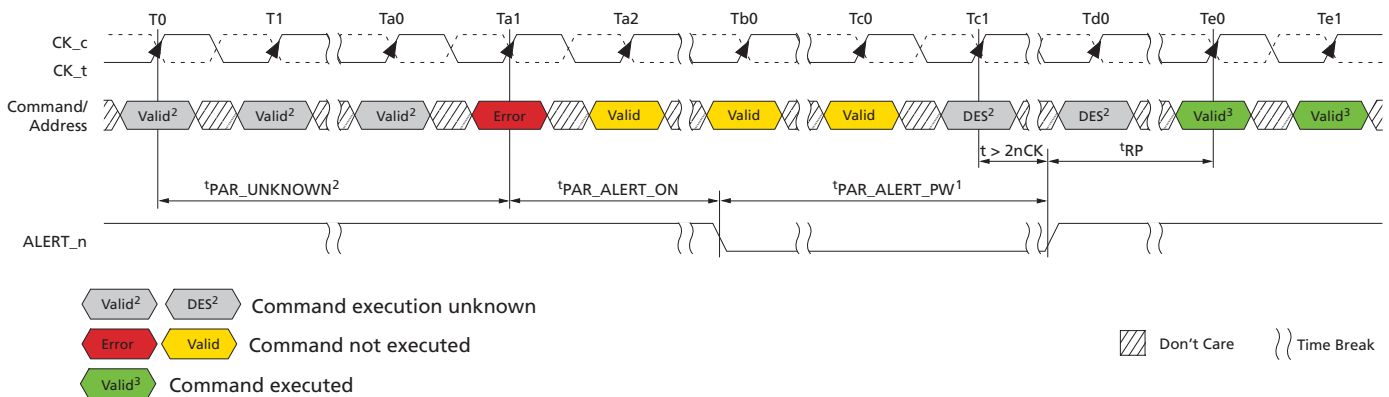 T0 T1 Ta0 Ta1 Ta2 Tb0 Tc0 Tc1 Td0 Te0 Te1
CK_c
CK_t
Command/
Address
Valid² Valid² Valid² Error Valid Valid Valid DES² DES² Valid³ Valid³
t > 2nCK
ᵗRP
ᵗPAR_UNKNOWN²
ᵗPAR_ALERT_ON
ᵗPAR_ALERT_PW¹
ALERT_n
Valid² DES² Command execution unknown
Error Valid Command not executed
Don't Care
Time Break
Valid³ Command executed